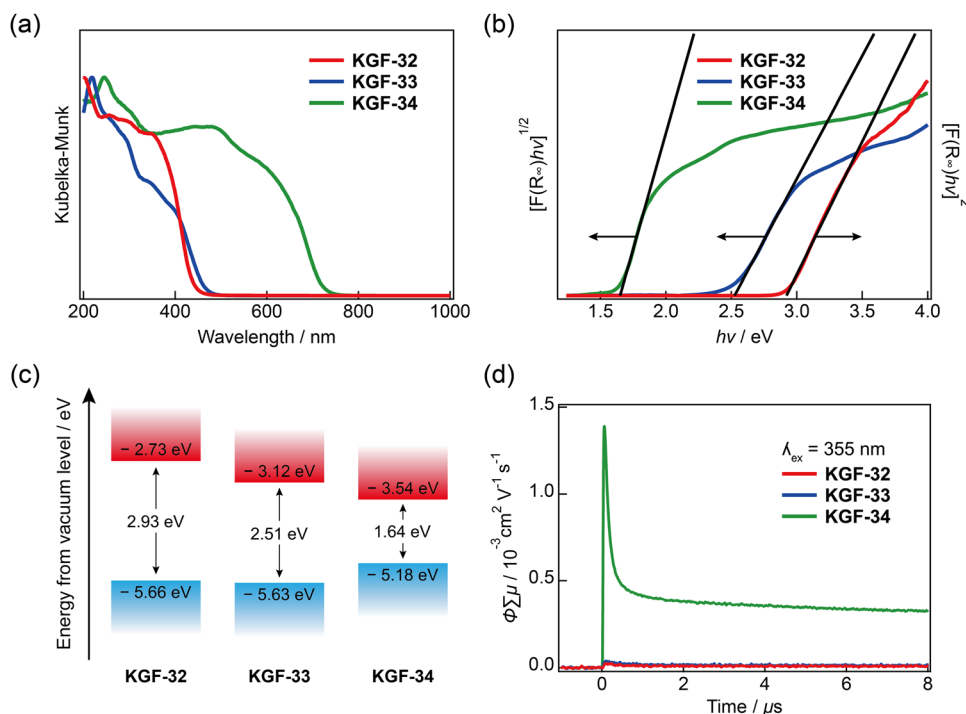 (a)
Kubelka-Munk
KGF-32
KGF-33
KGF-34
200
400
600
800
1000
Wavelength / nm
(b)
[F(R∞)hν]1/2
KGF-32
KGF-33
KGF-34
[F(R∞)hν]2
1.5
2.0
2.5
3.0
3.5
4.0
hν / eV
(c)
Energy from vacuum level / eV
− 2.73 eV
− 3.12 eV
− 3.54 eV
2.93 eV
2.51 eV
1.64 eV
− 5.66 eV
− 5.63 eV
− 5.18 eV
KGF-32
KGF-33
KGF-34
(d)
Φ∑μ / 10-3 cm2 V-1 s-1
1.5
1.0
0.5
0.0
λex = 355 nm
KGF-32
KGF-33
KGF-34
0
2
4
6
8
Time / μs